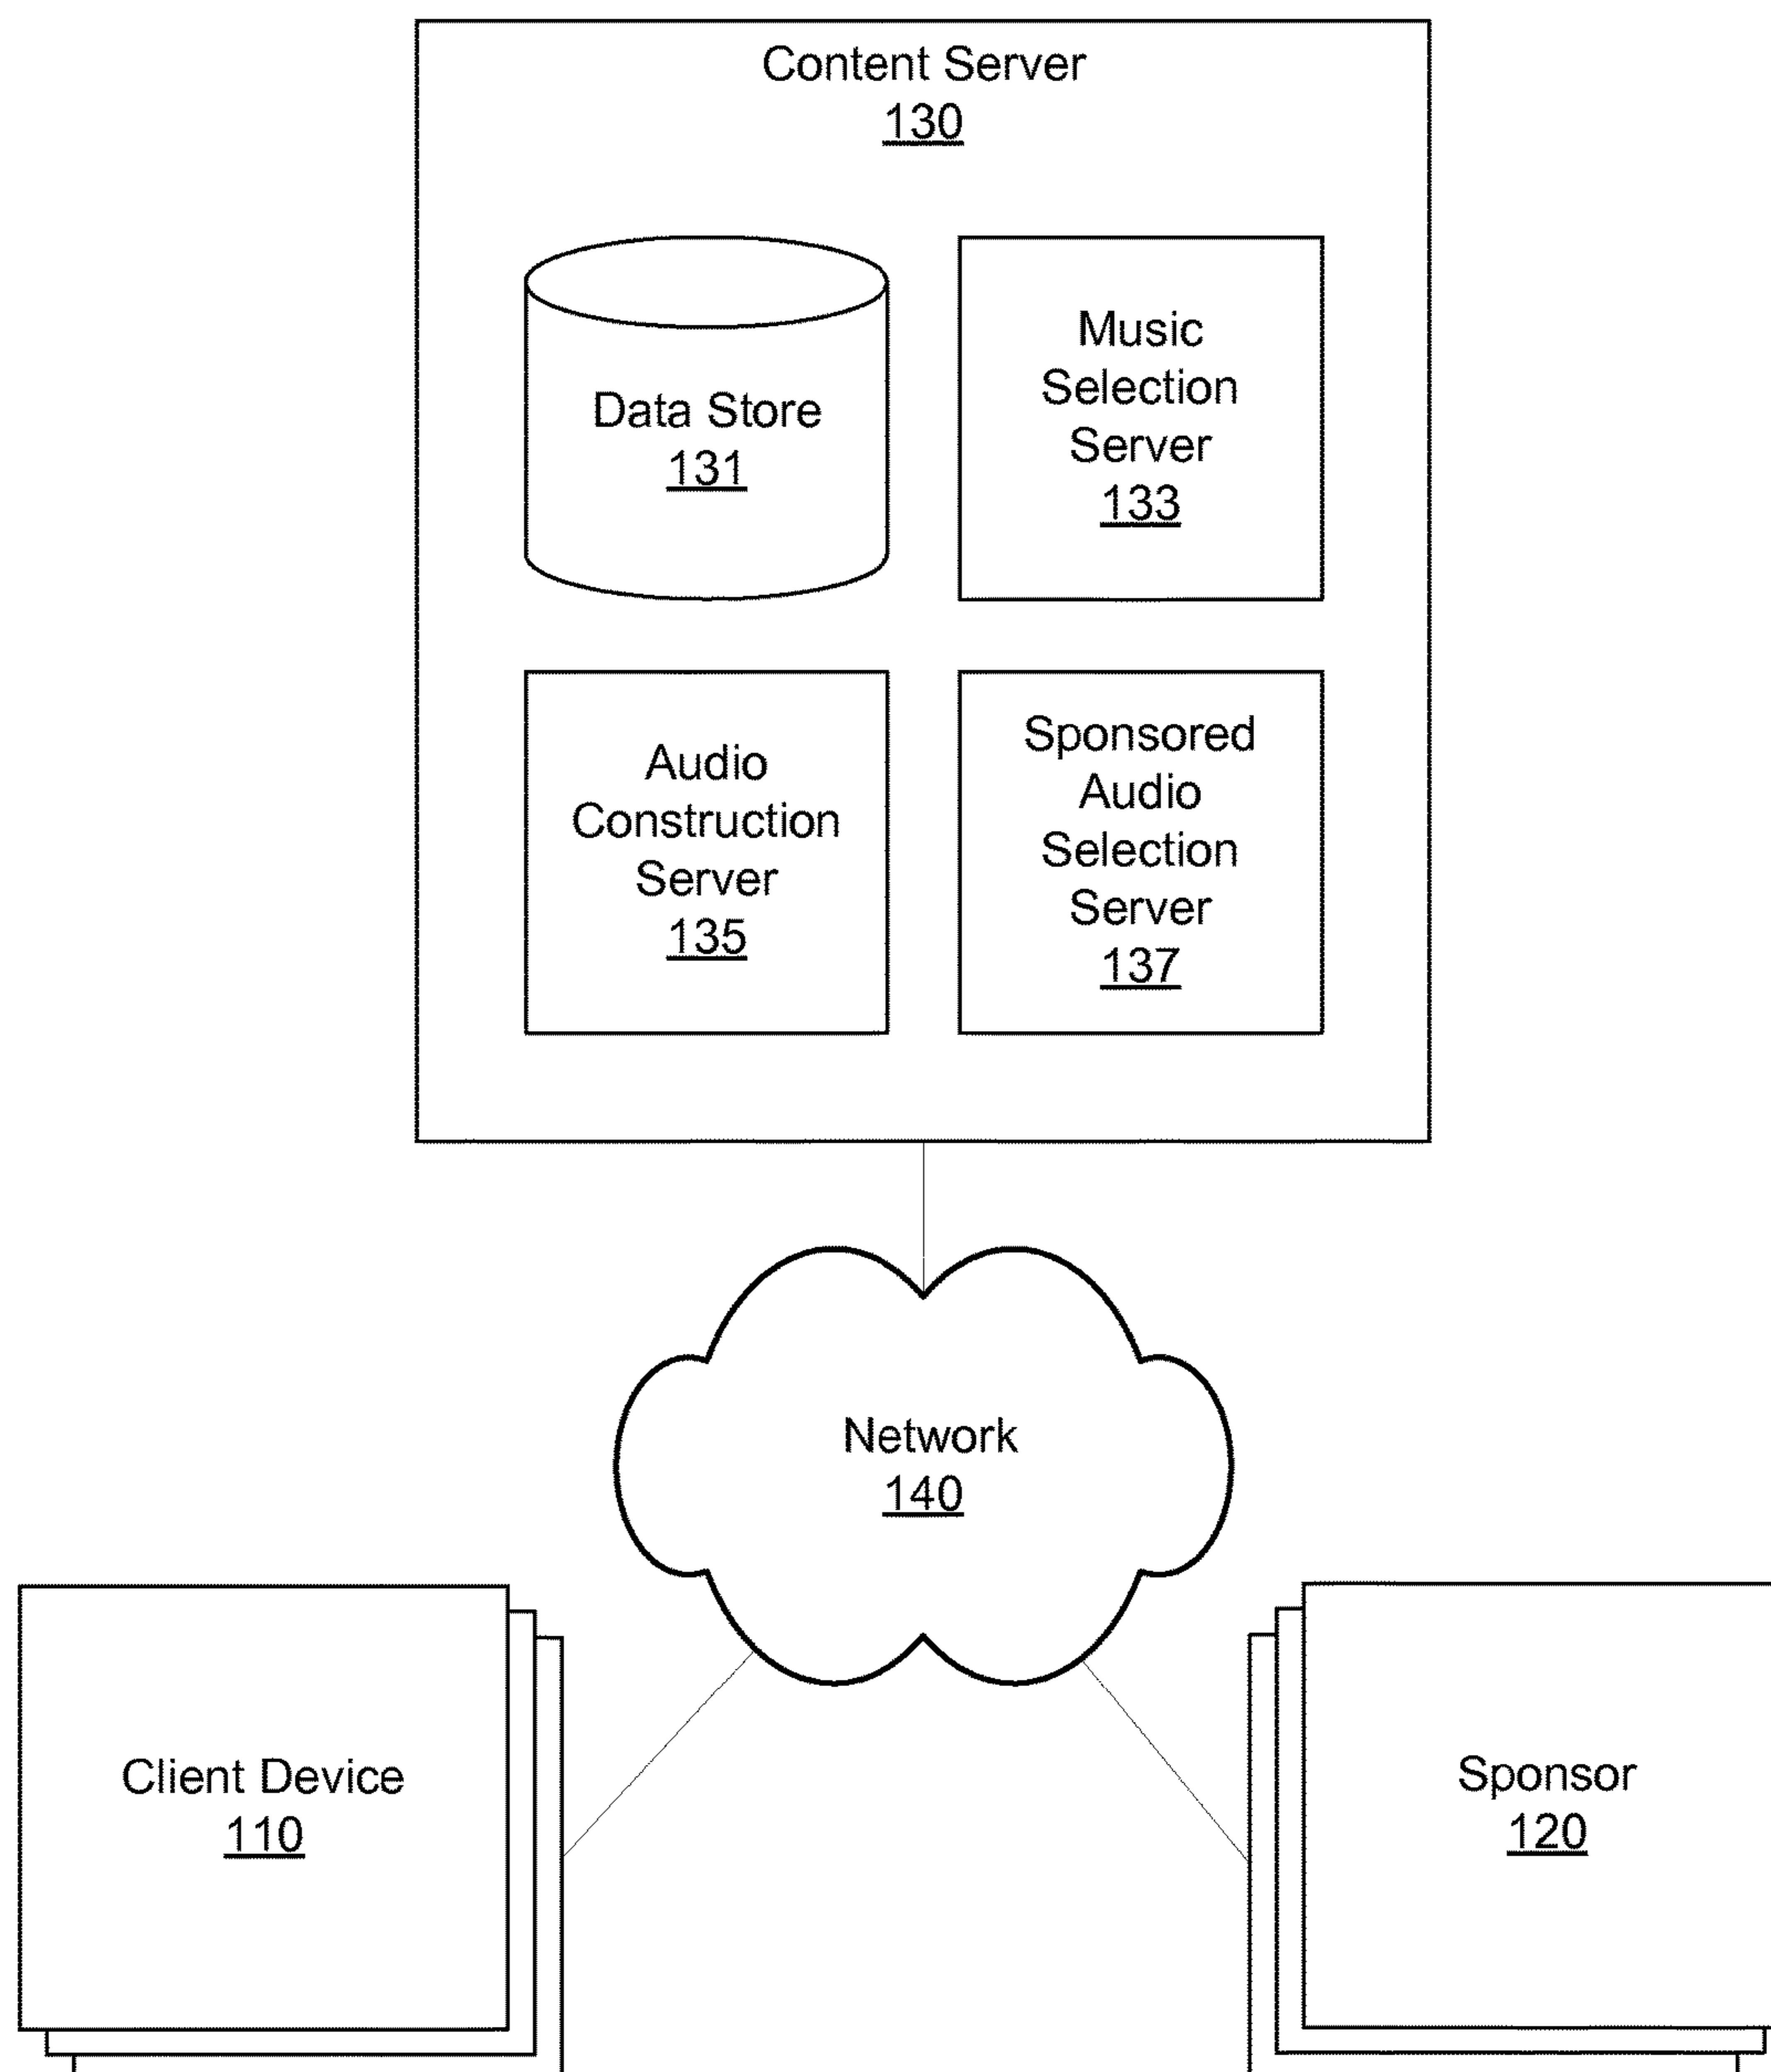 Content Server
130
Data Store
131
Music
Selection
Server
133
Audio
Construction
Server
135
Sponsored
Audio
Selection
Server
137
Network
140
Client Device
110
Sponsor
120